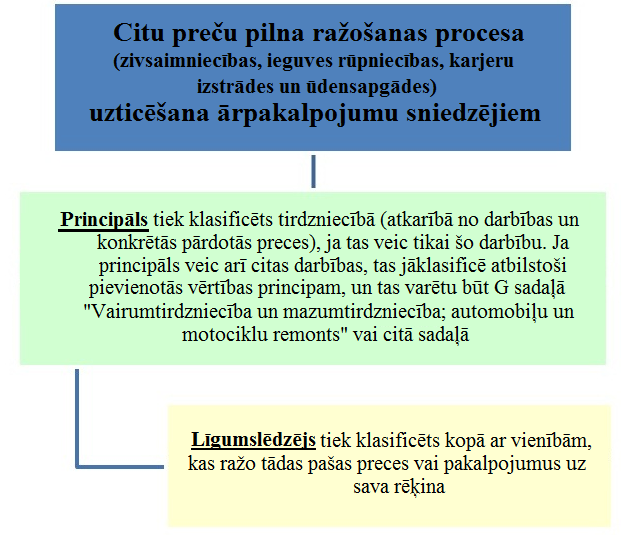 Citu preču pilna ražošanas procesa
(zivsaimniecības, ieguves rūpniecības, karjeru
izstrādes un ūdensapgādes)
uzticēšana ārpakalpojumu sniedzējiem
Principāls tiek klasificēts tirdzniecībā (atkarībā no darbības un
konkrētās pārdotās preces), ja tas veic tikai šo darbību. Ja
principāls veic arī citas darbības, tas jāklasificē atbilstoši
pievienotās vērtības principam, un tas varētu būt G sadaļā
"Vairumtirdzniecība un mazumtirdzniecība; automobiļu un
motociklu remonts" vai citā sadaļā
Līgumslēdzējs tiek klasificēts kopā ar vienībām,
kas ražo tādas pašas preces vai pakalpojumus uz
sava rēķina